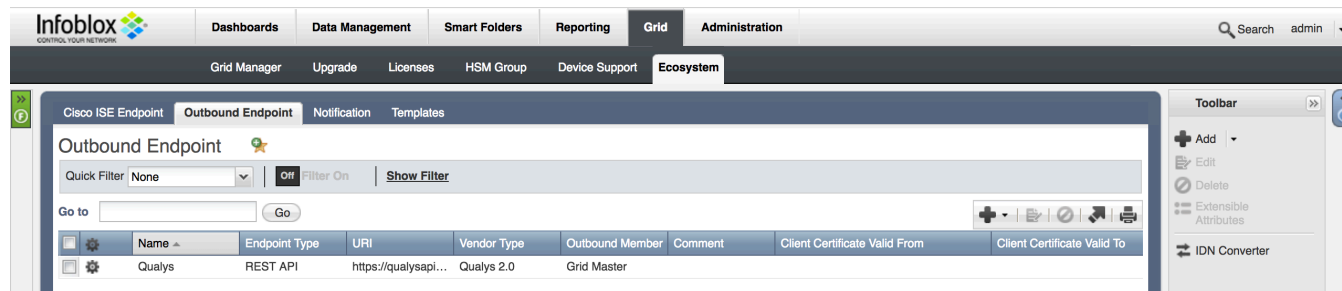 Infoblox
CONTROL YOUR NETWORK
Dashboards Data Management Smart Folders Reporting Grid Administration
Search admin
Grid Manager Upgrade Licenses HSM Group Device Support Ecosystem
Cisco ISE Endpoint Outbound Endpoint Notification Templates
Toolbar
Outbound Endpoint
Add
Edit
Delete
Extensible
Attributes
IDN Converter
Quick Filter None Off Filter On Show Filter
Go to Go
Name Endpoint Type URI Vendor Type Outbound Member Comment Client Certificate Valid From Client Certificate Valid To
Qualys REST API https://qualysapi... Qualys 2.0 Grid Master